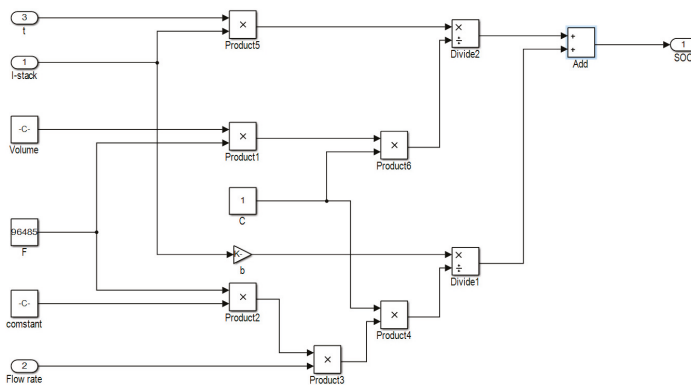 3
t
×
Product5
×
÷
Divide2
+
+
Add
1
SOC
1
I-stack
-C-
Volume
×
Product1
×
Product6
1
C
96485
F
K-
b
×
÷
Divide1
-C-
comstant
×
Product2
×
Product4
×
Product3
2
Flow rate